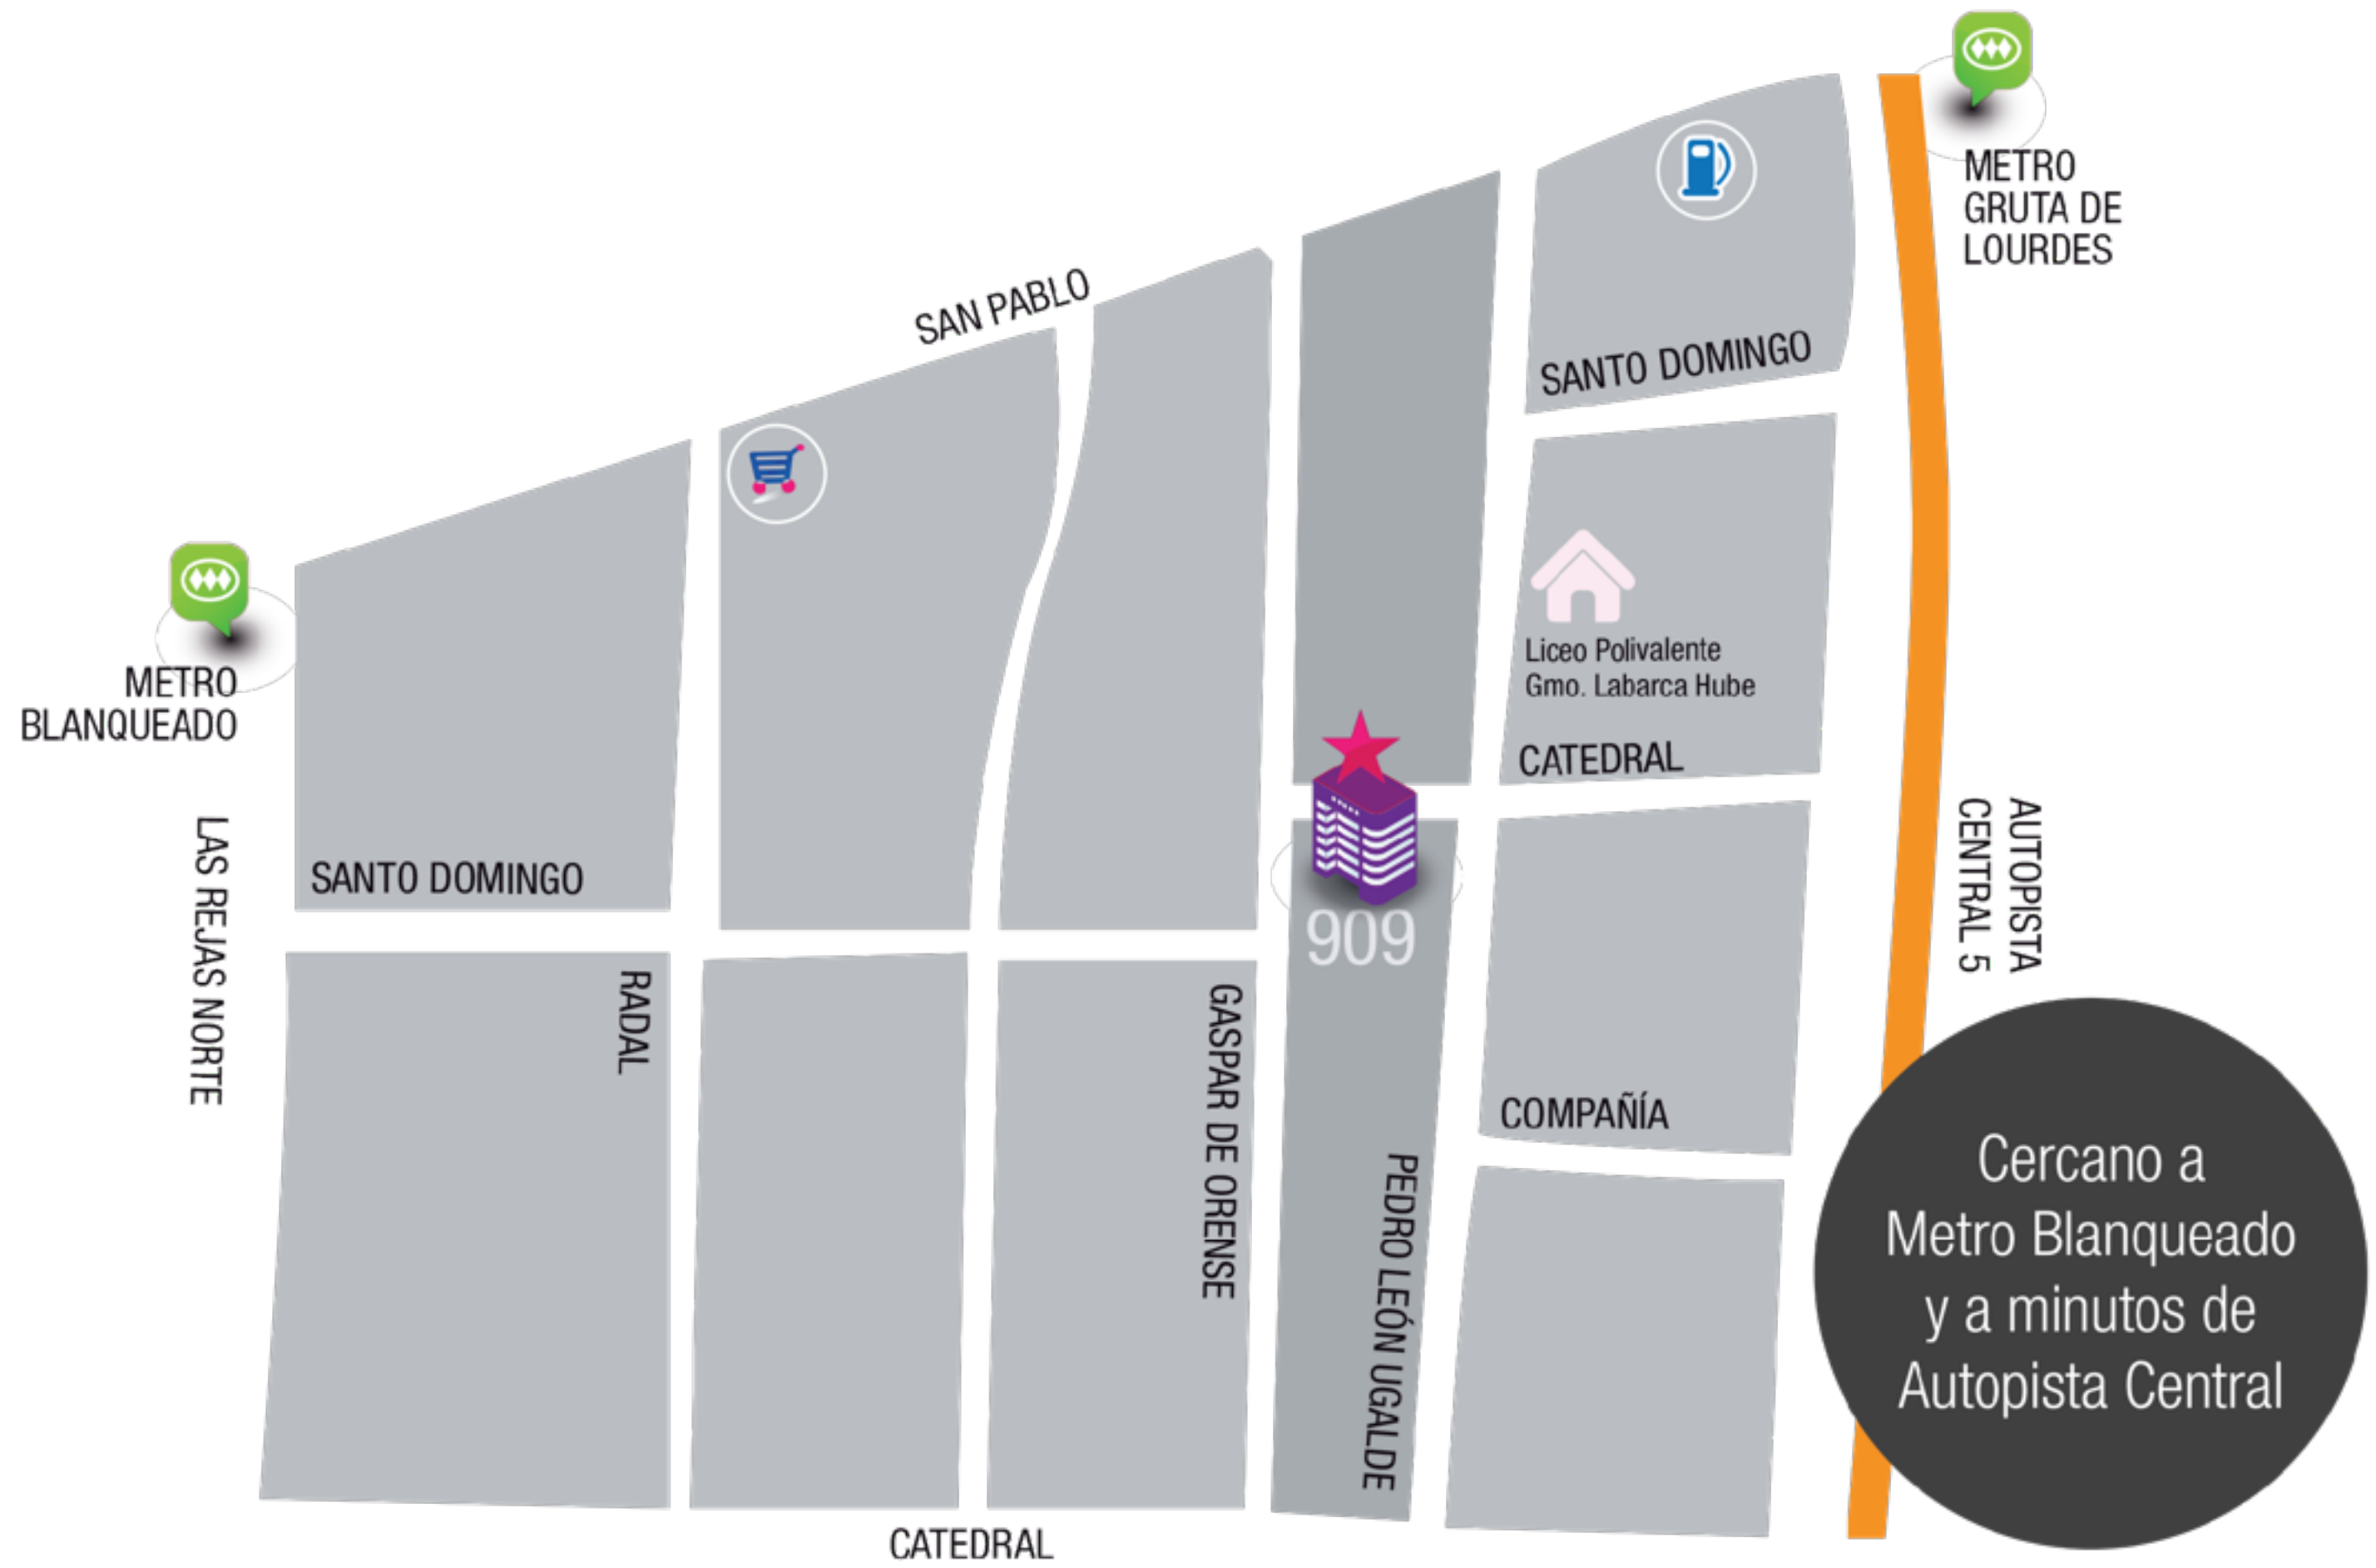 METRO
GRUTA DE
LOURDES
SAN PABLO
SANTO DOMINGO
METRO
BLANQUEADO
Liceo Polivalente
Gmo. Labarca Hube
CATEDRAL
LAS REJAS NORTE
SANTO DOMINGO
909
AUTOPISTA
CENTRAL 5
RADAL
GASPAR DE ORENSE
PEDRO LEÓN UGALDE
COMPAÑÍA
Cercano a
Metro Blanqueado
y a minutos de
Autopista Central
CATEDRAL